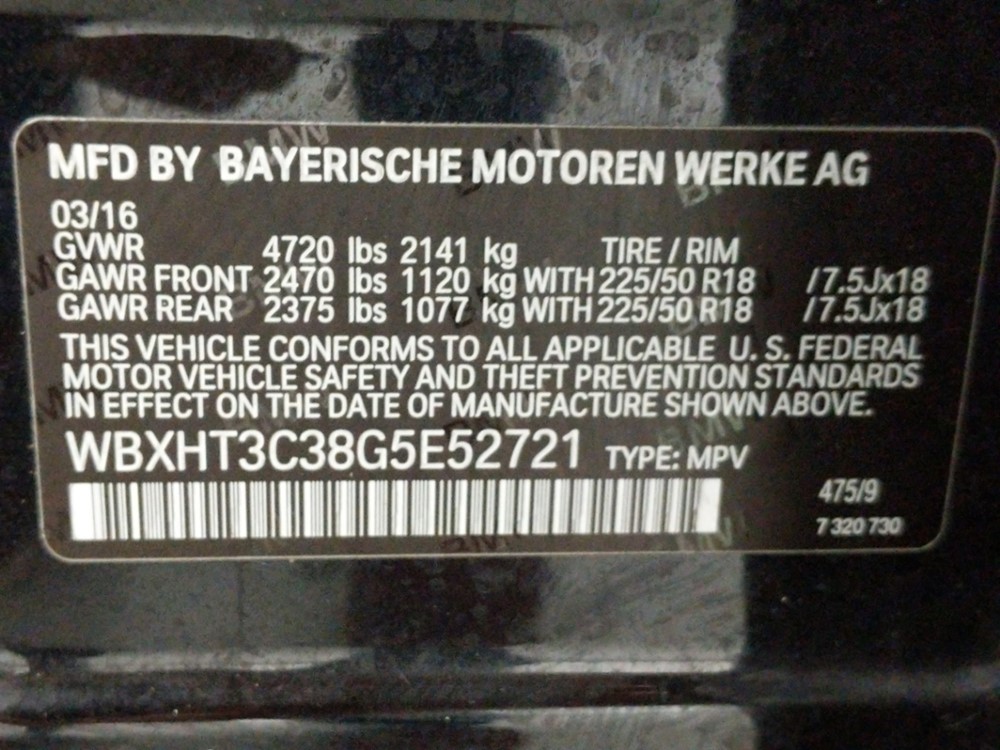 MFD BY BAYERISCHE MOTOREN WERKE AG
03/16
GVWR 4720 lbs 2141 kg TIRE / RIM
GAWR FRONT 2470 lbs 1120 kg WITH 225/50 R18 /7.5Jx18
GAWR REAR 2375 lbs 1077 kg WITH 225/50 R18 /7.5Jx18
THIS VEHICLE CONFORMS TO ALL APPLICABLE U. S. FEDERAL
MOTOR VEHICLE SAFETY AND THEFT PREVENTION STANDARDS
IN EFFECT ON THE DATE OF MANUFACTURE SHOWN ABOVE.
WBXHT3C38G5E52721 TYPE: MPV
475/9
7 320 730